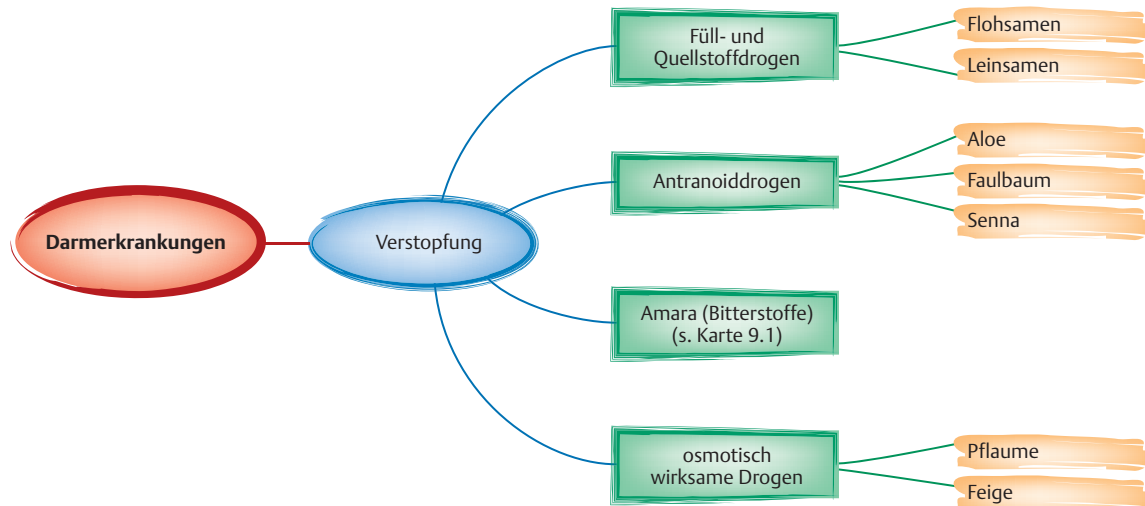 Darmerkrankungen
Verstopfung
Füll- und
Quellstoffdrogen
Flohsamen
Leinsamen
Antranoiddrogen
Aloe
Faulbaum
Senna
Amara (Bitterstoffe)
(s. Karte 9.1)
osmotisch
wirksame Drogen
Pflaume
Feige